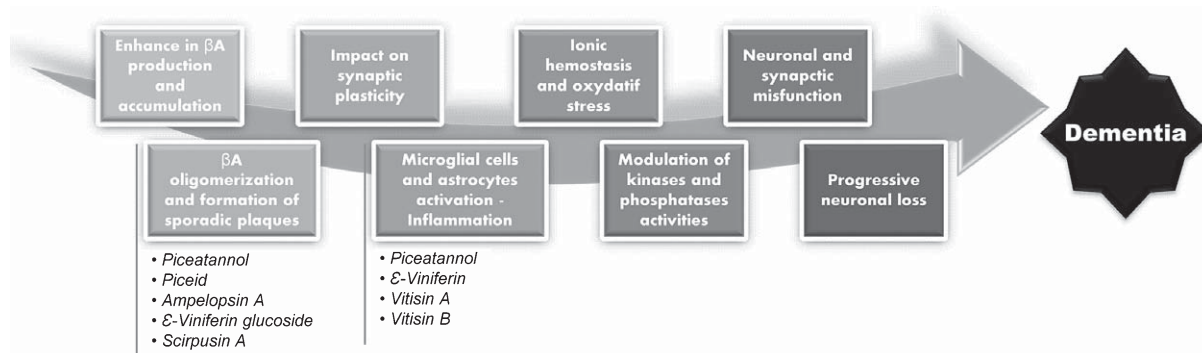 Enhance in βA
production
and
accumulation
Impact on
synaptic
plasticity
Ionic
hemostasis
and oxydatif
stress
Neuronal and
synapctic
misfunction
Dementia
βA
oligomerization
and formation of
sporadic plaques
Microglial cells
and astrocytes
activation -
Inflammation
Modulation of
kinases and
phosphatases
activities
Progressive
neuronal loss
• Piceatannol
• Piceid
• Ampelopsin A
• Ɛ-Viniferin glucoside
• Scirpusin A
• Piceatannol
• Ɛ-Viniferin
• Vitisin A
• Vitisin B